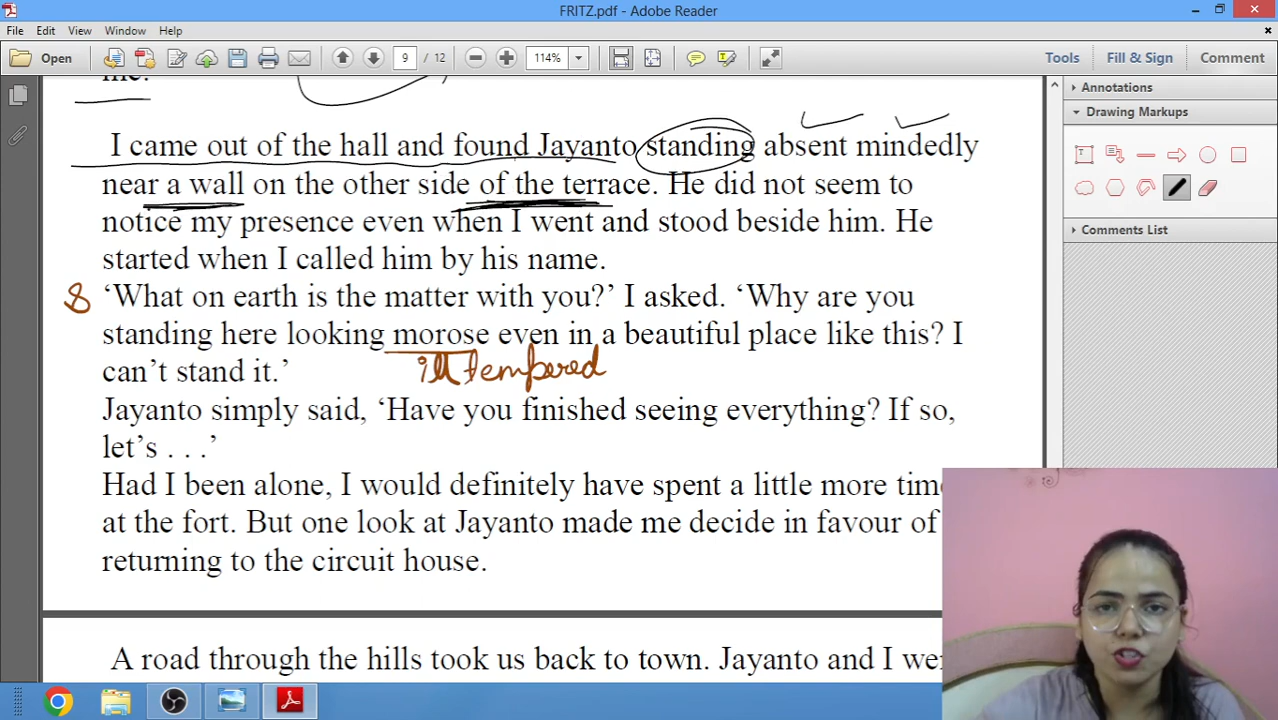 FRITZ.pdf - Adobe Reader
File Edit View Window Help
Open 9 / 12 114% Tools Fill & Sign Comment
me.
I came out of the hall and found Jayanto standing absent mindedly
near a wall on the other side of the terrace. He did not seem to
notice my presence even when I went and stood beside him. He
started when I called him by his name.
8 ‘What on earth is the matter with you?’ I asked. ‘Why are you
standing here looking morose even in a beautiful place like this? I
can’t stand it.’
ill tempered
Jayanto simply said, ‘Have you finished seeing everything? If so,
let’s . . .’
Had I been alone, I would definitely have spent a little more time
at the fort. But one look at Jayanto made me decide in favour of
returning to the circuit house.
A road through the hills took us back to town. Jayanto and I
Annotations
Drawing Markups
Comments List